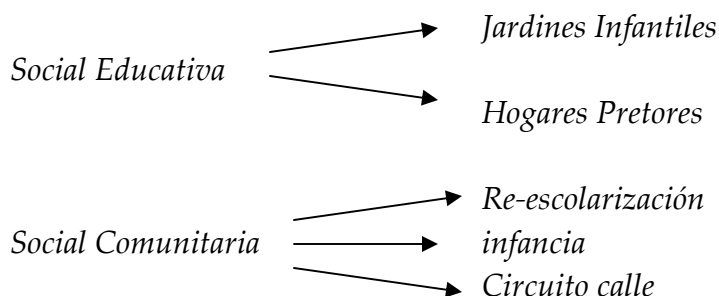 Jardines Infantiles
Social Educativa
Hogares Pretores
Re-escolarización
Social Comunitaria
infancia
Circuito calle